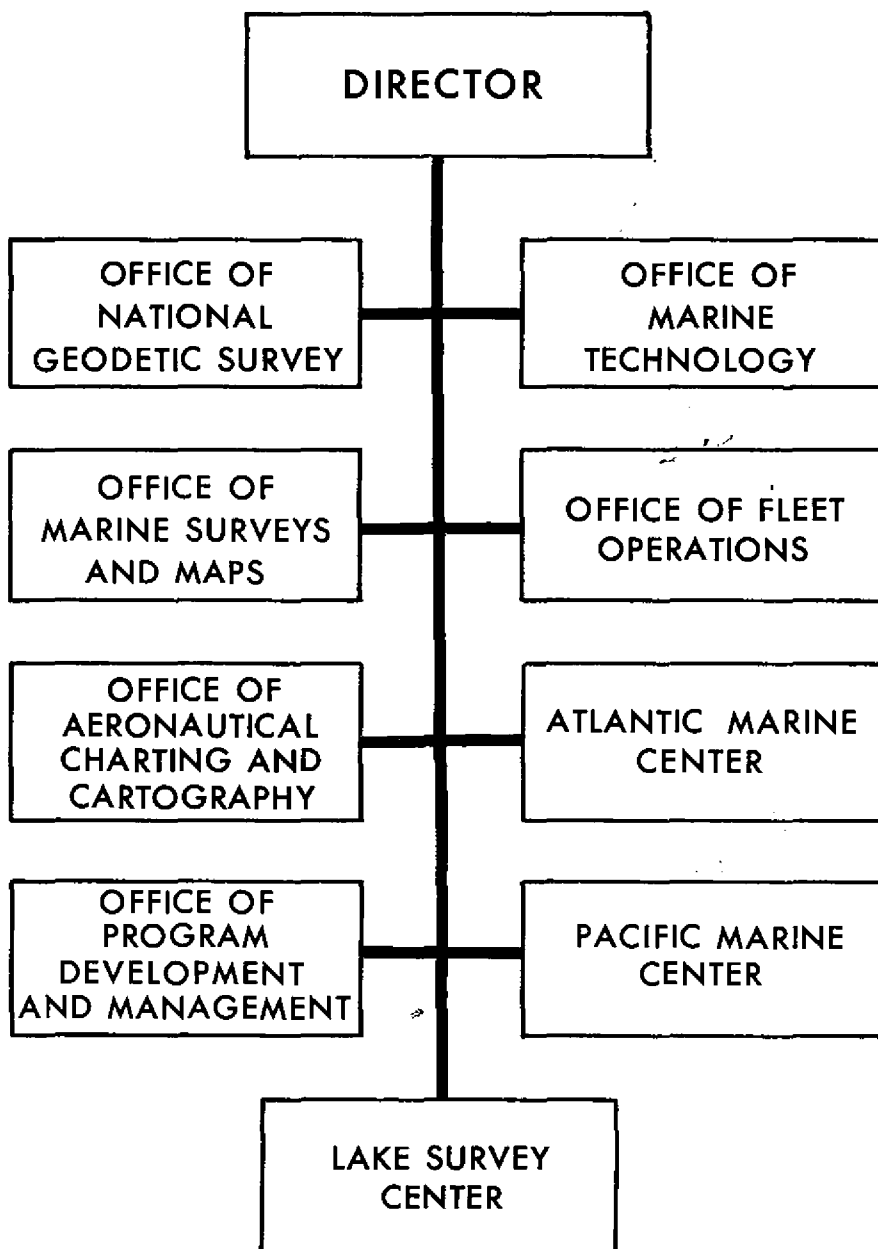 DIRECTOR
OFFICE OF
NATIONAL
GEODETIC SURVEY
OFFICE OF
MARINE
TECHNOLOGY
OFFICE OF
MARINE SURVEYS
AND MAPS
OFFICE OF FLEET
OPERATIONS
OFFICE OF
AERONAUTICAL
CHARTING AND
CARTOGRAPHY
ATLANTIC MARINE
CENTER
OFFICE OF
PROGRAM
DEVELOPMENT
AND MANAGEMENT
PACIFIC MARINE
CENTER
LAKE SURVEY
CENTER